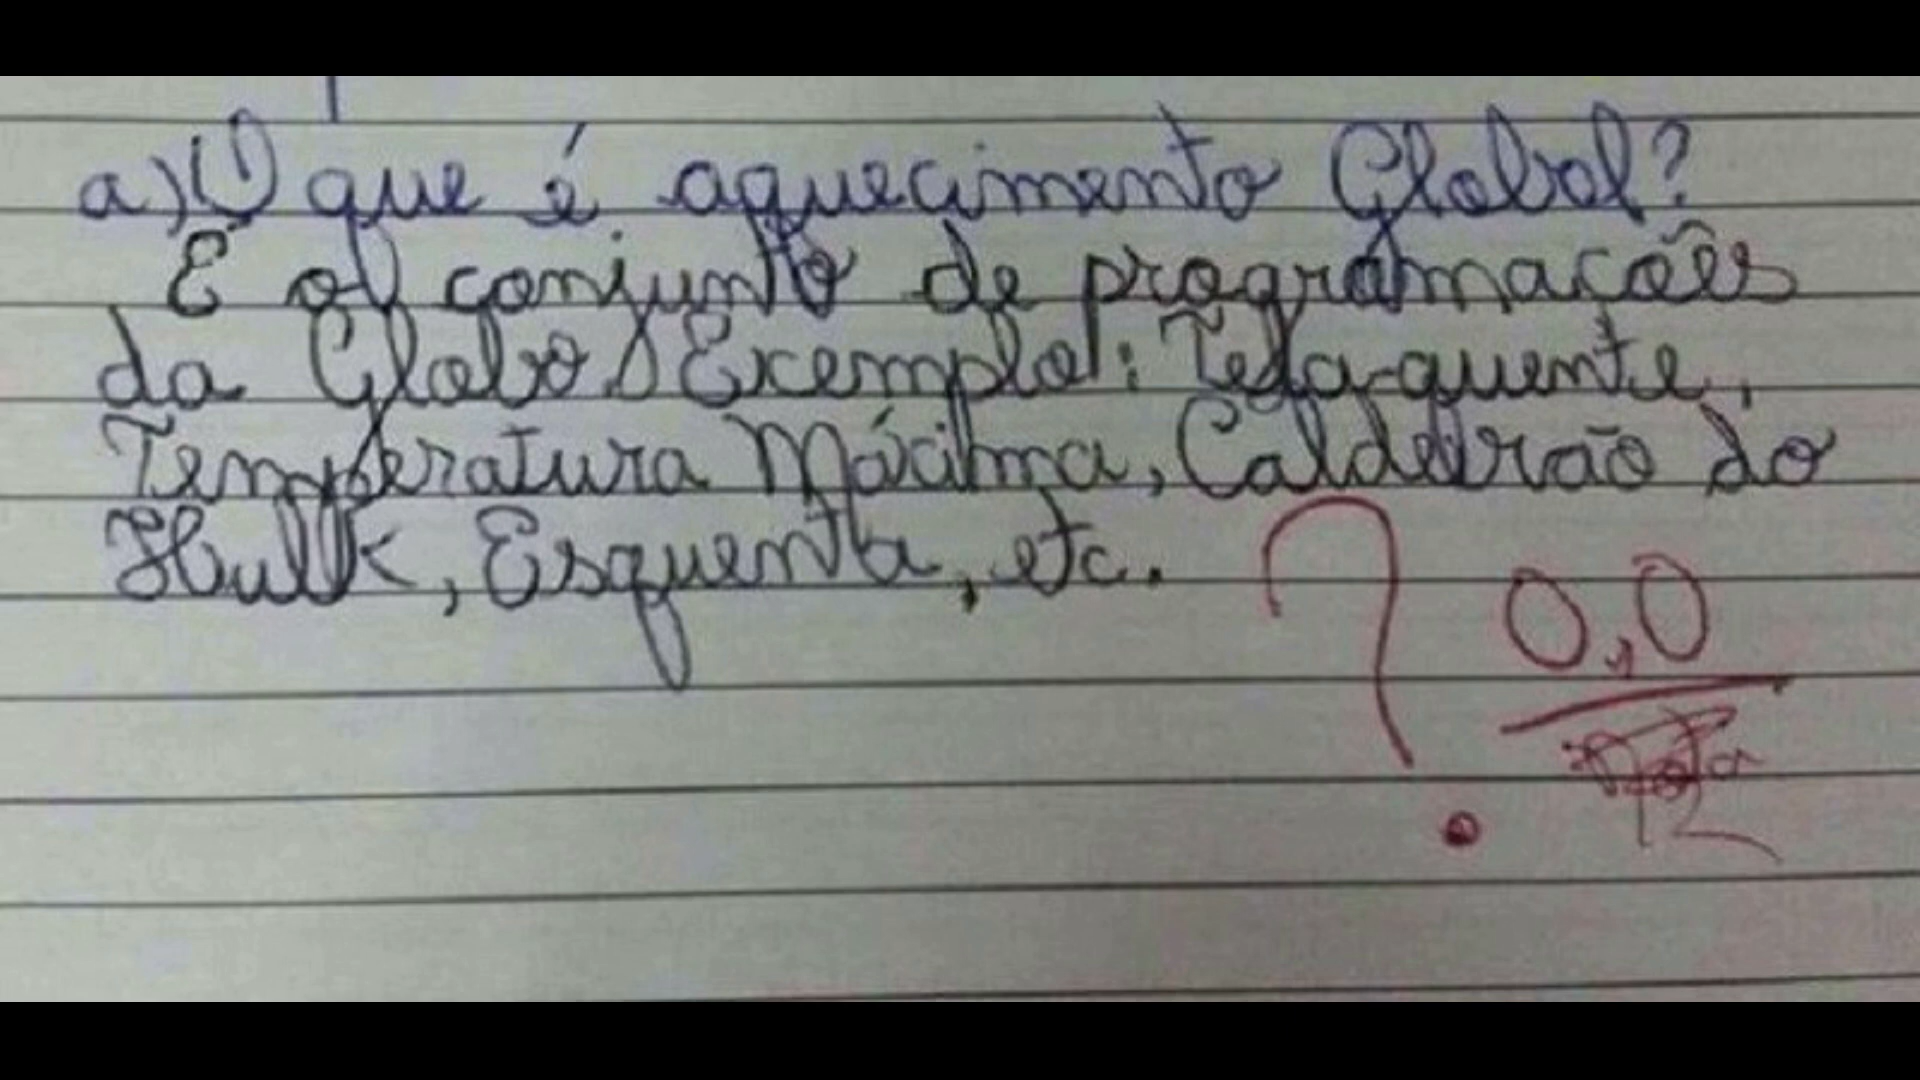 a) O que é aquecimento Global?
É o conjunto de programações
da Globo. Exemplo: Tela-quente,
Temperatura Mácima, Caldeirão do
Hulk, Esquenta, etc.
? 0,0